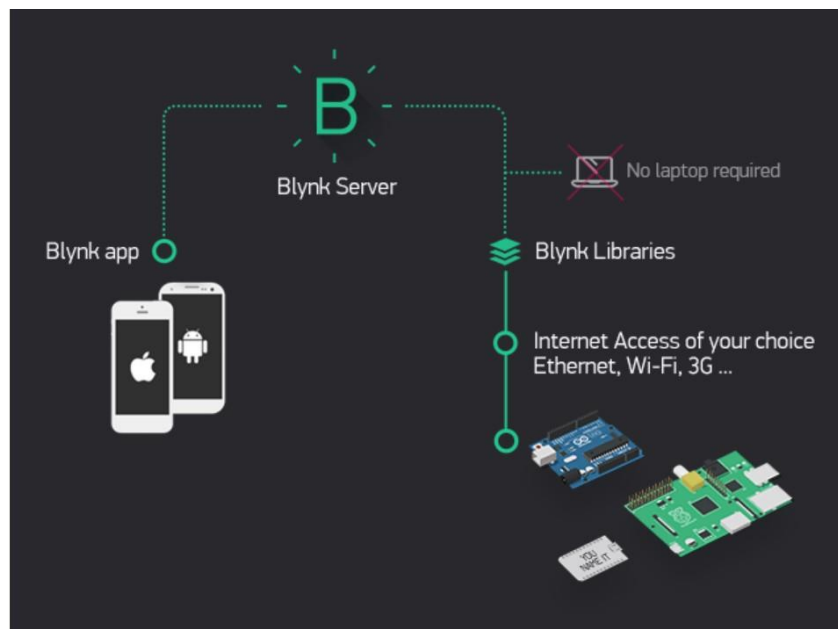 B
Blynk Server
No laptop required
Blynk app
Blynk Libraries
Internet Access of your choice
Ethernet, Wi-Fi, 3G ...
YOU
NAME IT